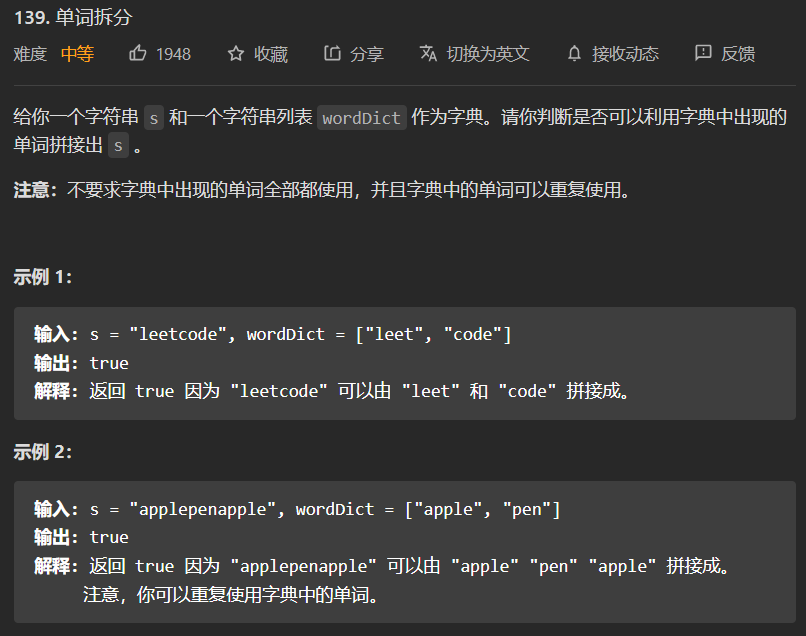 139. 单词拆分
难度 中等 1948 收藏 分享 切换为英文 接收动态 反馈
给你一个字符串 s 和一个字符串列表 wordDict 作为字典。请你判断是否可以利用字典中出现的
单词拼接出 s 。
注意：不要求字典中出现的单词全部都使用，并且字典中的单词可以重复使用。
示例 1：
输入: s = "leetcode", wordDict = ["leet", "code"]
输出: true
解释: 返回 true 因为 "leetcode" 可以由 "leet" 和 "code" 拼接成。
示例 2：
输入: s = "applepenapple", wordDict = ["apple", "pen"]
输出: true
解释: 返回 true 因为 "applepenapple" 可以由 "apple" "pen" "apple" 拼接成。
注意，你可以重复使用字典中的单词。